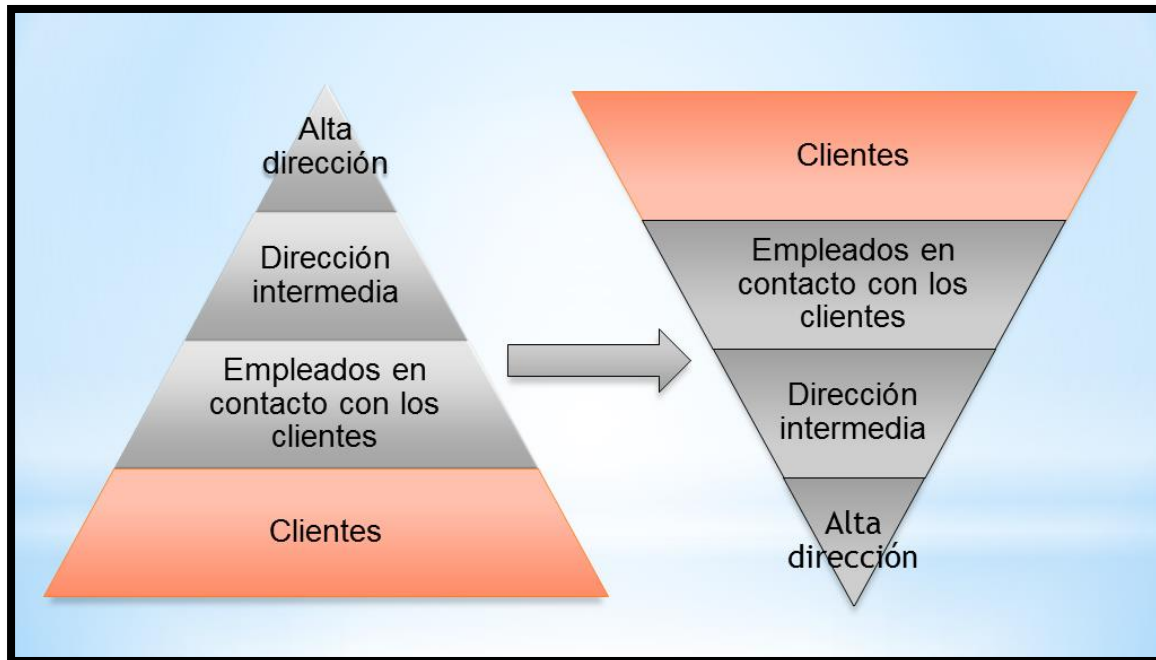 Alta
dirección
Dirección
intermedia
Empleados en
contacto con los
clientes
Clientes
Clientes
Empleados en
contacto con los
clientes
Dirección
intermedia
Alta
dirección